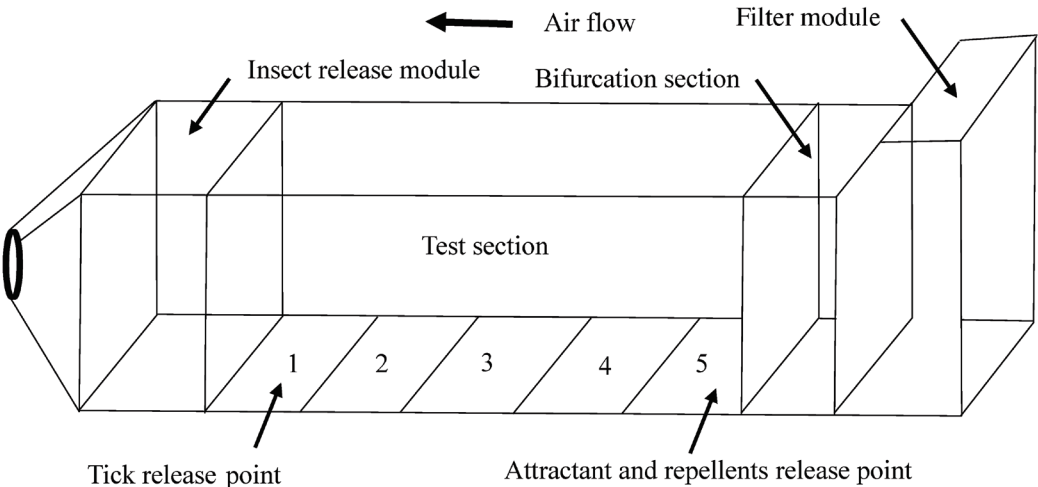 Filter module
Air flow
Insect release module
Bifurcation section
Test section
1 2 3 4 5
Tick release point
Attractant and repellents release point